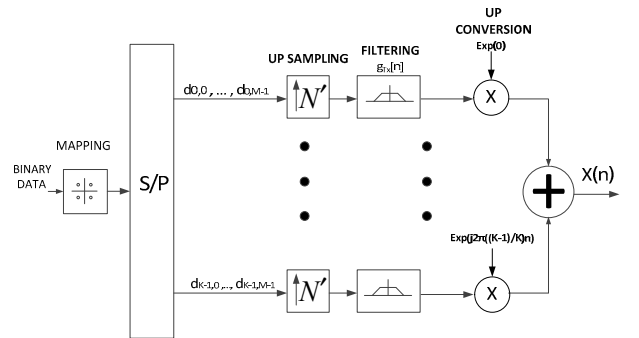 UP
CONVERSION
Exp(0)
UP SAMPLING
FILTERING
gTx[n]
d0,0 , ... , d0,M-1
N'
X
MAPPING
BINARY
DATA
S/P
X(n)
+
Exp(j2π((K-1)/K)n)
dK-1,0 ,.., dK-1,M-1
N'
X